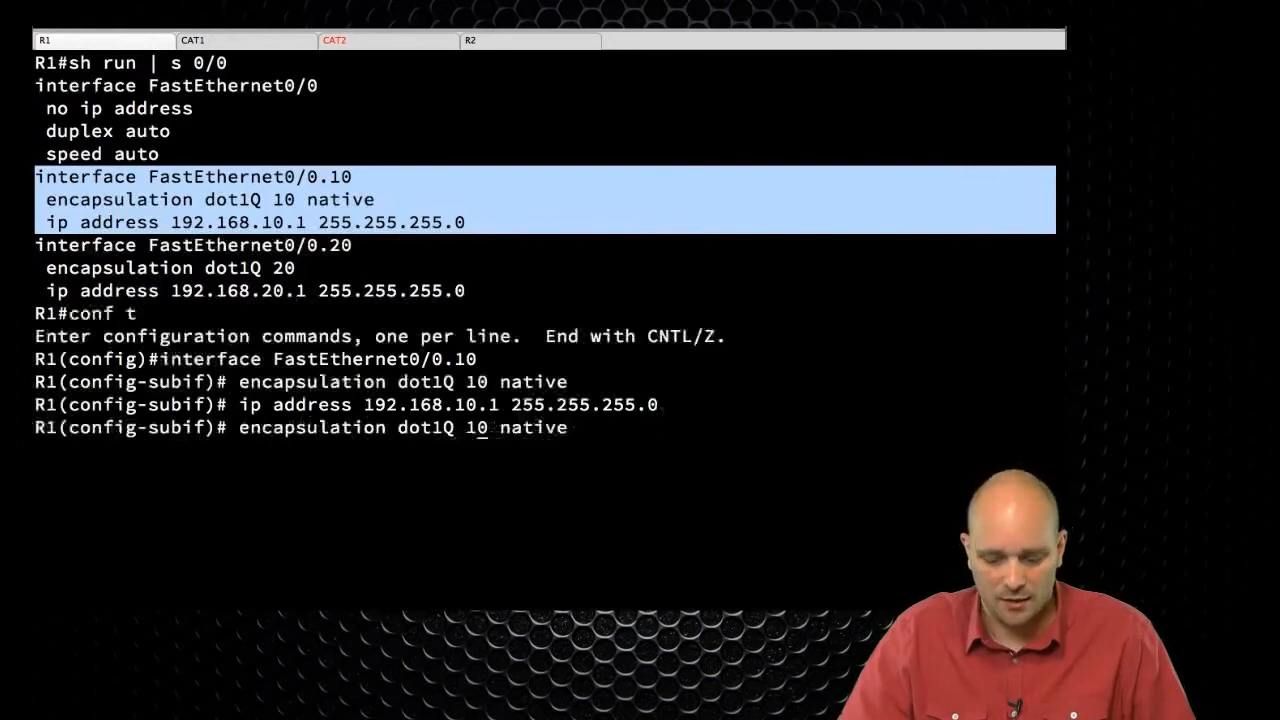 R1
CAT1
CAT2
R2
R1#sh run | s 0/0
interface FastEthernet0/0
 no ip address
 duplex auto
 speed auto
interface FastEthernet0/0.10
 encapsulation dot1Q 10 native
 ip address 192.168.10.1 255.255.255.0
interface FastEthernet0/0.20
 encapsulation dot1Q 20
 ip address 192.168.20.1 255.255.255.0
R1#conf t
Enter configuration commands, one per line.  End with CNTL/Z.
R1(config)#interface FastEthernet0/0.10
R1(config-subif)# encapsulation dot1Q 10 native
R1(config-subif)# ip address 192.168.10.1 255.255.255.0
R1(config-subif)# encapsulation dot1Q 10 native